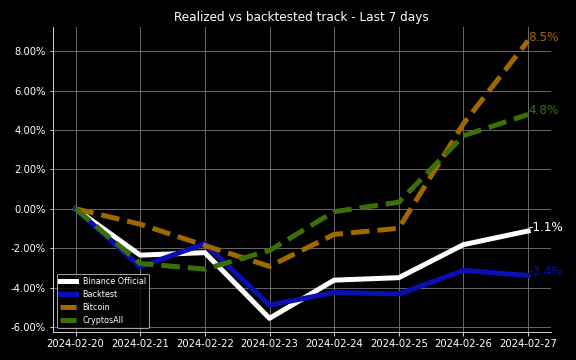 Realized vs backtested track - Last 7 days
8.00%
6.00%
4.00%
2.00%
0.00%
-2.00%
-4.00%
-6.00%
8.5%
4.8%
-1.1%
-3.4%
Binance Official
Backtest
Bitcoin
CryptosAll
2024-02-20 2024-02-21 2024-02-22 2024-02-23 2024-02-24 2024-02-25 2024-02-26 2024-02-27